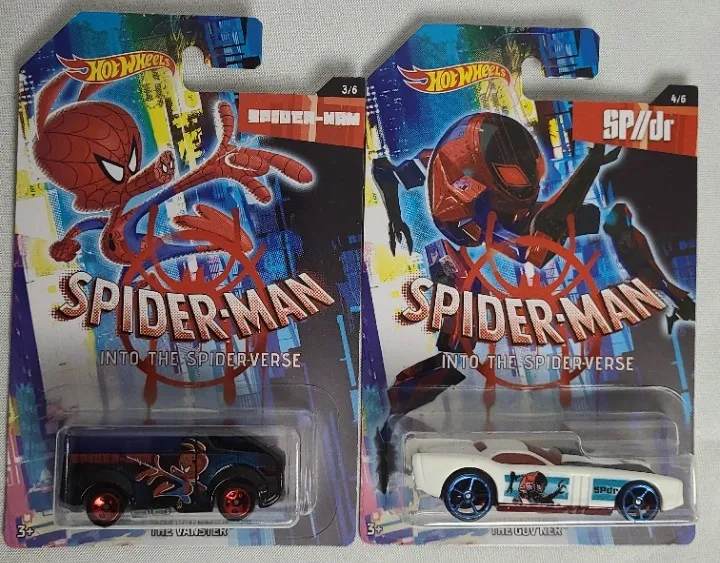 HOT WHEELS
3/6
SPIDER-HAM
SPIDER-MAN
INTO THE SPIDER-VERSE
3+
THE VANSTER
HOT WHEELS
4/6
SP//dr
SPIDER-MAN
INTO THE SPIDER-VERSE
SPdr
3+
THE GOV'NER